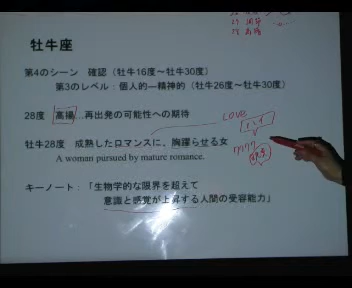 牡牛座
第4のシーン 確認（牡牛16度～牡牛30度）
第3のレベル：個人的―精神的（牡牛26度～牡牛30度）
28度 高揚…再出発の可能性への期待
LOVE
牡牛28度 成熟したロマンスに、胸躍らせる女
A woman pursued by mature romance.
キーノート：「生物学的な限界を超えて
意識と感覚が上昇する人間の受容能力」